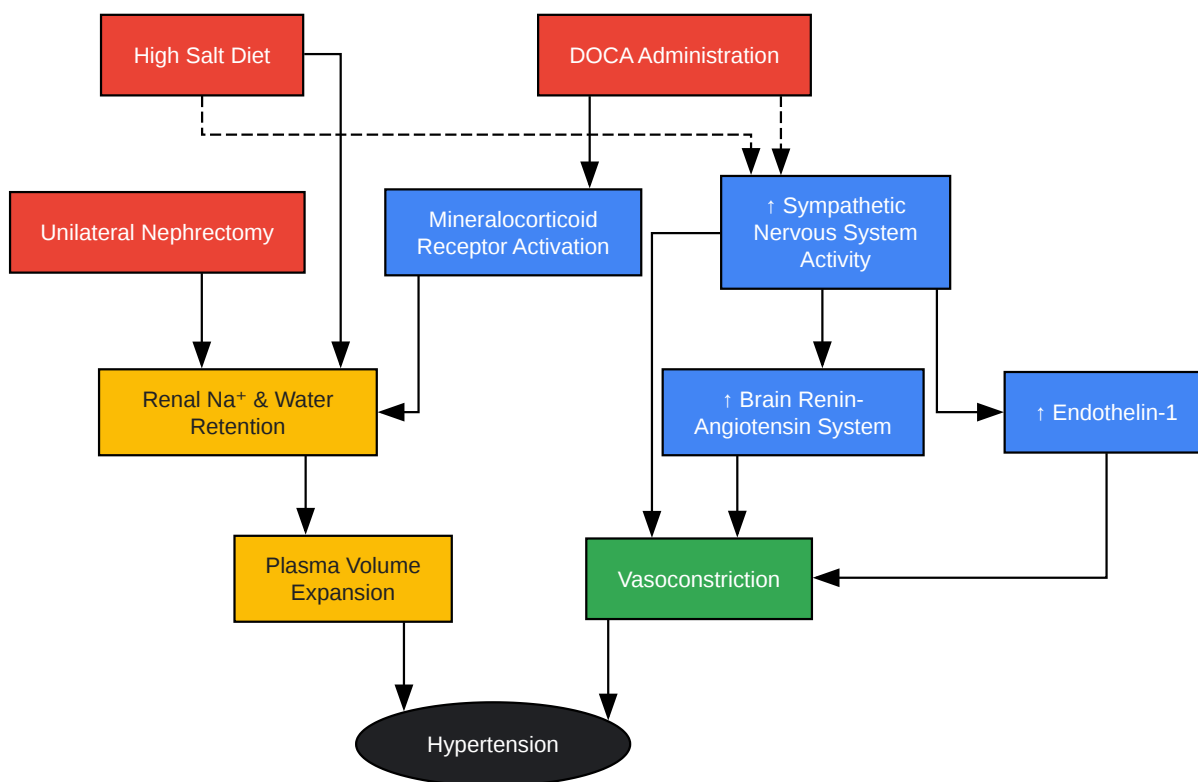 High Salt Diet
DOCA Administration
Unilateral Nephrectomy
Mineralocorticoid
Receptor Activation
↑ Sympathetic
Nervous System
Activity
Renal Na⁺ & Water
Retention
↑ Brain Renin-
Angiotensin System
↑ Endothelin-1
Plasma Volume
Expansion
Vasoconstriction
Hypertension